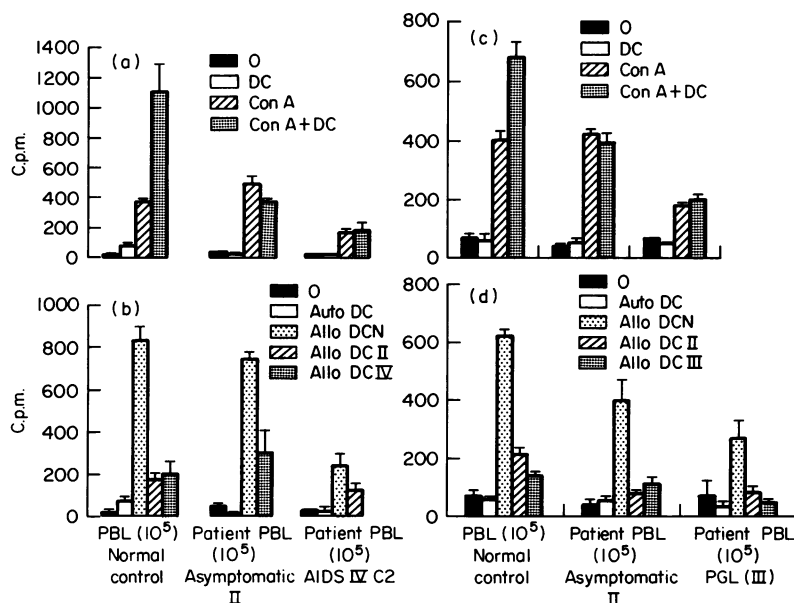 (a)
O
DC
Con A
Con A + DC
1400
1200
1000
800
600
400
200
0
C.p.m.
(c)
O
DC
Con A
Con A + DC
800
600
400
200
0
(b)
O
Auto DC
Allo DCN
Allo DC II
Allo DC IV
1000
800
600
400
200
0
C.p.m.
PBL (10⁵)
Normal
control
Patient PBL
(10⁵)
Asymptomatic
II
Patient PBL
(10⁵)
AIDS IV C2
(d)
O
Auto DC
Allo DCN
Allo DC II
Allo DC III
800
600
400
200
0
PBL (10⁵)
Normal
control
Patient PBL
(10⁵)
Asymptomatic
II
Patient PBL
(10⁵)
PGL (III)